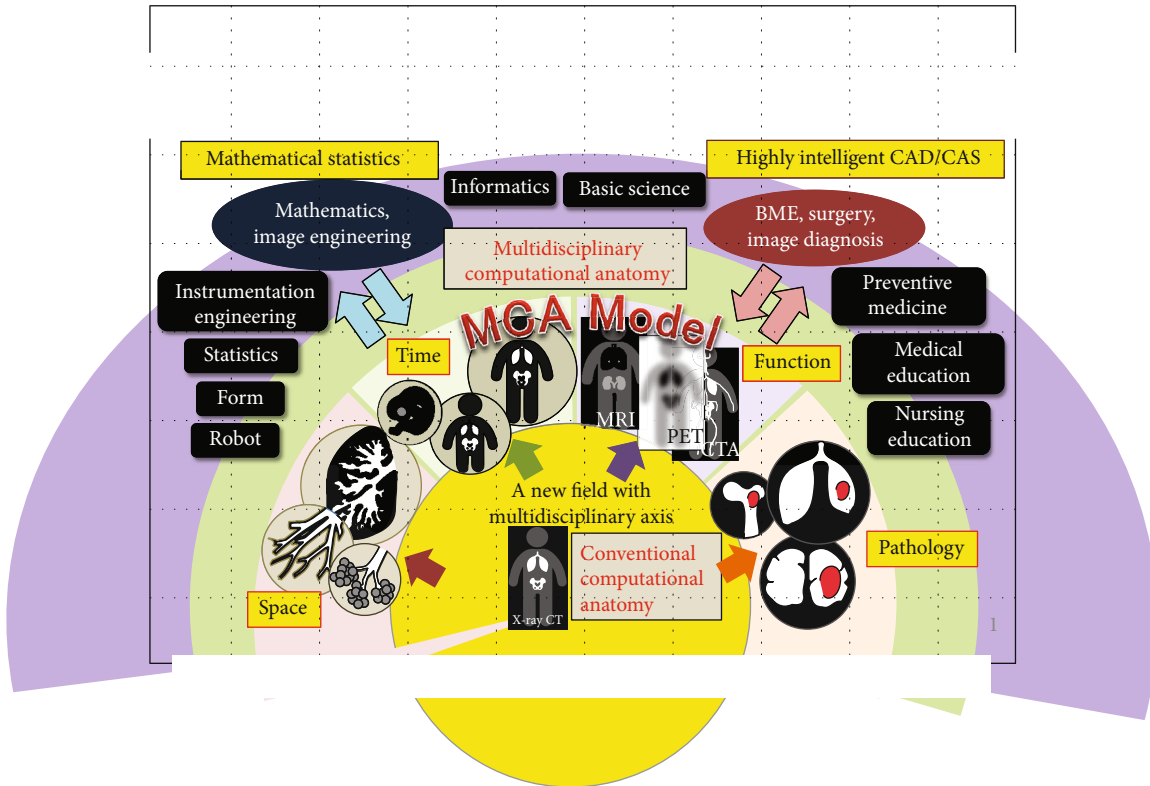 Mathematical statistics
Highly intelligent CAD/CAS
Informatics
Basic science
Mathematics,
image engineering
BME, surgery,
image diagnosis
Multidisciplinary
computational anatomy
Instrumentation
engineering
Preventive
medicine
MCA Model
Statistics
Time
Function
Medical
education
Form
Nursing
education
Robot
MRI
PET
CTA
A new field with
multidisciplinary axis
Conventional
computational
anatomy
Pathology
Space
X-ray CT
1